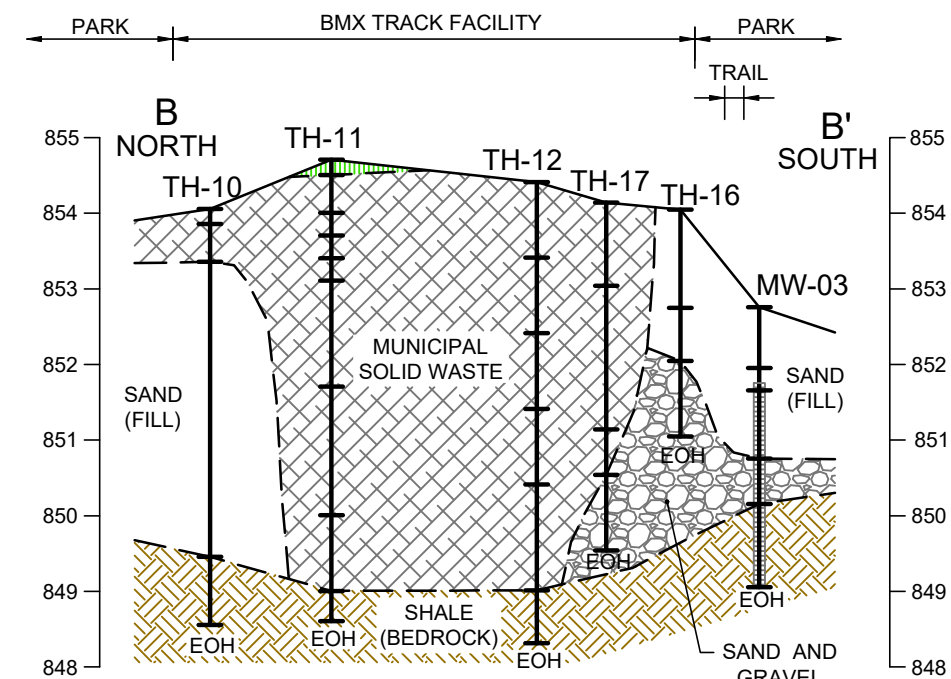 PARK
BMX TRACK FACILITY
PARK
TRAIL
B
NORTH
B'
SOUTH
TH-10
TH-11
TH-12
TH-17
TH-16
MW-03
855
854
853
852
851
850
849
848
855
854
853
852
851
850
849
848
MUNICIPAL
SOLID WASTE
SAND
(FILL)
SAND
(FILL)
SHALE
(BEDROCK)
EOH
EOH
EOH
EOH
EOH
EOH
SAND AND
GRAVEL